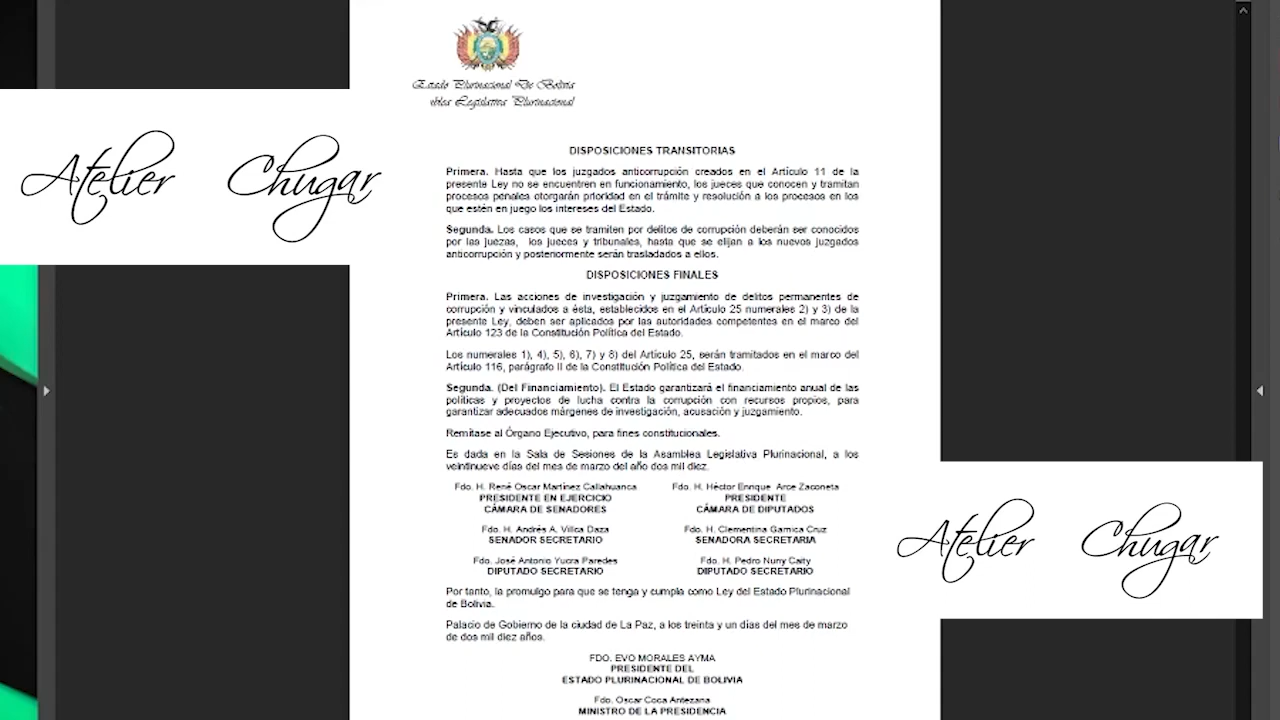 Estado Plurinacional De Bolivia
blea Legislativa Plurinacional
Atelier Chugar
DISPOSICIONES TRANSITORIAS
Primera. Hasta que los juzgados anticorrupción creados en el Artículo 11 de la
presente Ley no se encuentren en funcionamiento, los jueces que conocen y tramitan
procesos penales otorgarán prioridad en el trámite y resolución a los procesos en los
que estén en juego los intereses del Estado.
Segunda. Los casos que se tramiten por delitos de corrupción deberán ser conocidos
por las juezas, los jueces y tribunales, hasta que se elijan a los nuevos juzgados
anticorrupción y posteriormente serán trasladados a ellos.
DISPOSICIONES FINALES
Primera. Las acciones de investigación y juzgamiento de delitos permanentes de
corrupción y vinculados a ésta, establecidos en el Artículo 25 numerales 2) y 3) de la
presente Ley, deben ser aplicados por las autoridades competentes en el marco del
Artículo 123 de la Constitución Política del Estado.
Los numerales 1), 4), 5), 6), 7) y 8) del Artículo 25, serán tramitados en el marco del
Artículo 116, parágrafo II de la Constitución Política del Estado.
Segunda. (Del Financiamiento). El Estado garantizará el financiamiento anual de las
políticas y proyectos de lucha contra la corrupción con recursos propios, para
garantizar adecuados márgenes de investigación, acusación y juzgamiento.
Remítase al Órgano Ejecutivo, para fines constitucionales.
Es dada en la Sala de Sesiones de la Asamblea Legislativa Plurinacional, a los
veintinueve días del mes de marzo del año dos mil diez.
Fdo. H. René Oscar Martínez Callahuanca Fdo. H. Héctor Enrique Arce Zaconeta
PRESIDENTE EN EJERCICIO PRESIDENTE
CÁMARA DE SENADORES CÁMARA DE DIPUTADOS
Fdo. H. Andrés A. Villca Daza Fdo. H. Clementina Garnica Cruz
SENADOR SECRETARIO SENADORA SECRETARIA
Fdo. José Antonio Yucra Paredes Fdo. H. Pedro Nuny Caity
DIPUTADO SECRETARIO DIPUTADO SECRETARIO
Atelier Chugar
Por tanto, la promulgo para que se tenga y cumpla como Ley del Estado Plurinacional
de Bolivia.
Palacio de Gobierno de la ciudad de La Paz, a los treinta y un días del mes de marzo
de dos mil diez años.
FDO. EVO MORALES AYMA
PRESIDENTE DEL
ESTADO PLURINACIONAL DE BOLIVIA
Fdo. Oscar Coca Antezana
MINISTRO DE LA PRESIDENCIA